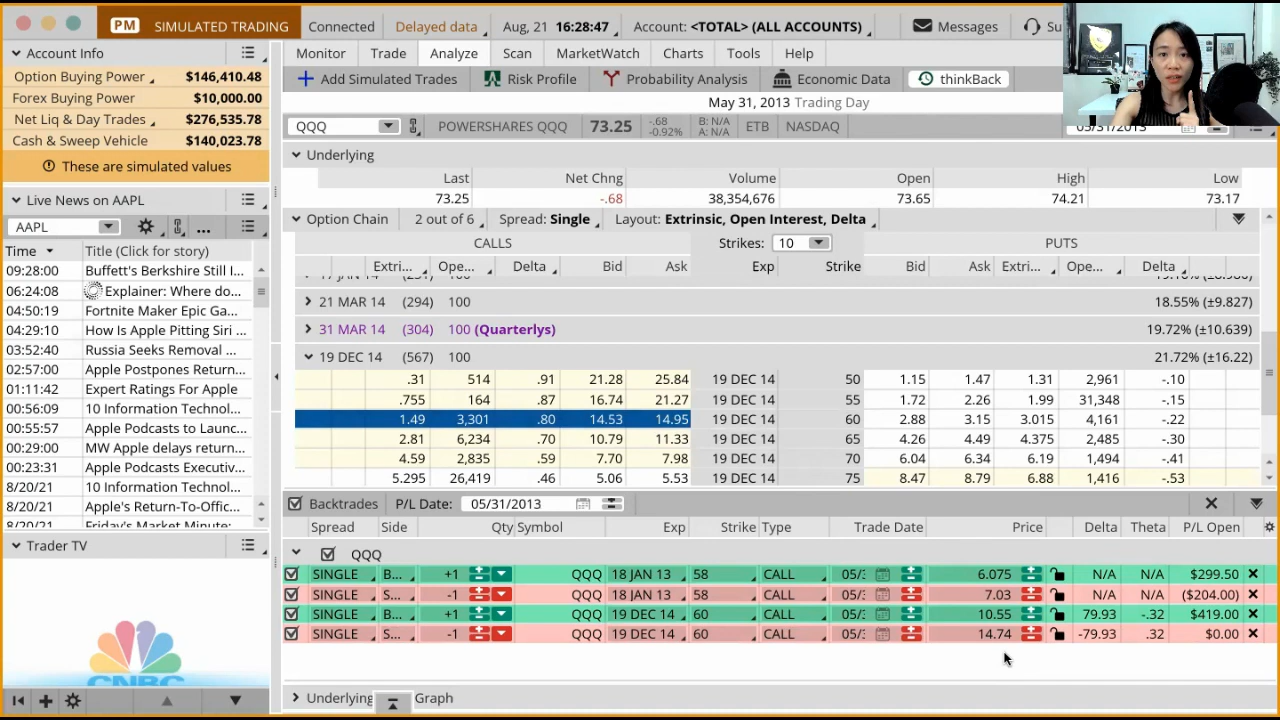 PM SIMULATED TRADING Connected Delayed data Aug, 21 16:28:47 Account: <TOTAL> (ALL ACCOUNTS) Messages Su
Account Info
Option Buying Power $146,410.48
Forex Buying Power $10,000.00
Net Liq & Day Trades $276,535.78
Cash & Sweep Vehicle $140,023.78
These are simulated values
Live News on AAPL
AAPL ...
Time Title (Click for story)
09:28:00 Buffett's Berkshire Still I...
06:24:08 Explainer: Where do...
04:50:19 Fortnite Maker Epic Ga...
04:29:10 How Is Apple Pitting Siri ...
03:52:40 Russia Seeks Removal ...
02:57:00 Apple Postpones Return...
01:11:42 Expert Ratings For Apple
00:56:09 10 Information Technol...
00:55:57 Apple Podcasts to Launc...
00:29:00 MW Apple delays return...
00:23:31 Apple Podcasts Executiv...
8/20/21 10 Information Technol...
8/20/21 Apple's Return-To-Offic...
8/20/21 Friday's Market Minute:
Trader TV
CNBC
Monitor Trade Analyze Scan MarketWatch Charts Tools Help
Add Simulated Trades Risk Profile Probability Analysis Economic Data thinkBack
May 31, 2013 Trading Day
QQQ POWERSHARES QQQ 73.25 -.68 -0.92% B: N/A A: N/A ETB NASDAQ 05/31/2013
Underlying
Last Net Chng Volume Open High Low
73.25 -.68 38,354,676 73.65 74.21 73.17
Option Chain 2 out of 6 Spread: Single Layout: Extrinsic, Open Interest, Delta
CALLS Strikes: 10 PUTS
Extri... Ope... Delta Bid Ask Exp Strike Bid Ask Extri... Ope... Delta
21 MAR 14 (294) 100 18.55% (±9.827)
31 MAR 14 (304) 100 (Quarterlys) 19.72% (±10.639)
19 DEC 14 (567) 100 21.72% (±16.22)
.31 514 .91 21.28 25.84 19 DEC 14 50 1.15 1.47 1.31 2,961 -.10
.755 164 .87 16.74 21.27 19 DEC 14 55 1.72 2.26 1.99 31,348 -.15
1.49 3,301 .80 14.53 14.95 19 DEC 14 60 2.88 3.15 3.015 4,161 -.22
2.81 6,234 .70 10.79 11.33 19 DEC 14 65 4.26 4.49 4.375 2,485 -.30
4.59 2,835 .59 7.70 7.98 19 DEC 14 70 6.04 6.34 6.19 1,494 -.41
5.295 26,419 .46 5.06 5.53 19 DEC 14 75 8.47 8.79 6.88 1,416 -.53
Backtrades P/L Date: 05/31/2013
Spread Side Qty Symbol Exp Strike Type Trade Date Price Delta Theta P/L Open
QQQ
SINGLE B... +1 QQQ 18 JAN 13 58 CALL 05/: 6.075 N/A N/A $299.50
SINGLE S... -1 QQQ 18 JAN 13 58 CALL 05/: 7.03 N/A N/A ($204.00)
SINGLE B... +1 QQQ 19 DEC 14 60 CALL 05/: 10.55 79.93 -.32 $419.00
SINGLE S... -1 QQQ 19 DEC 14 60 CALL 05/: 14.74 -79.93 .32 $0.00
Underlying Graph